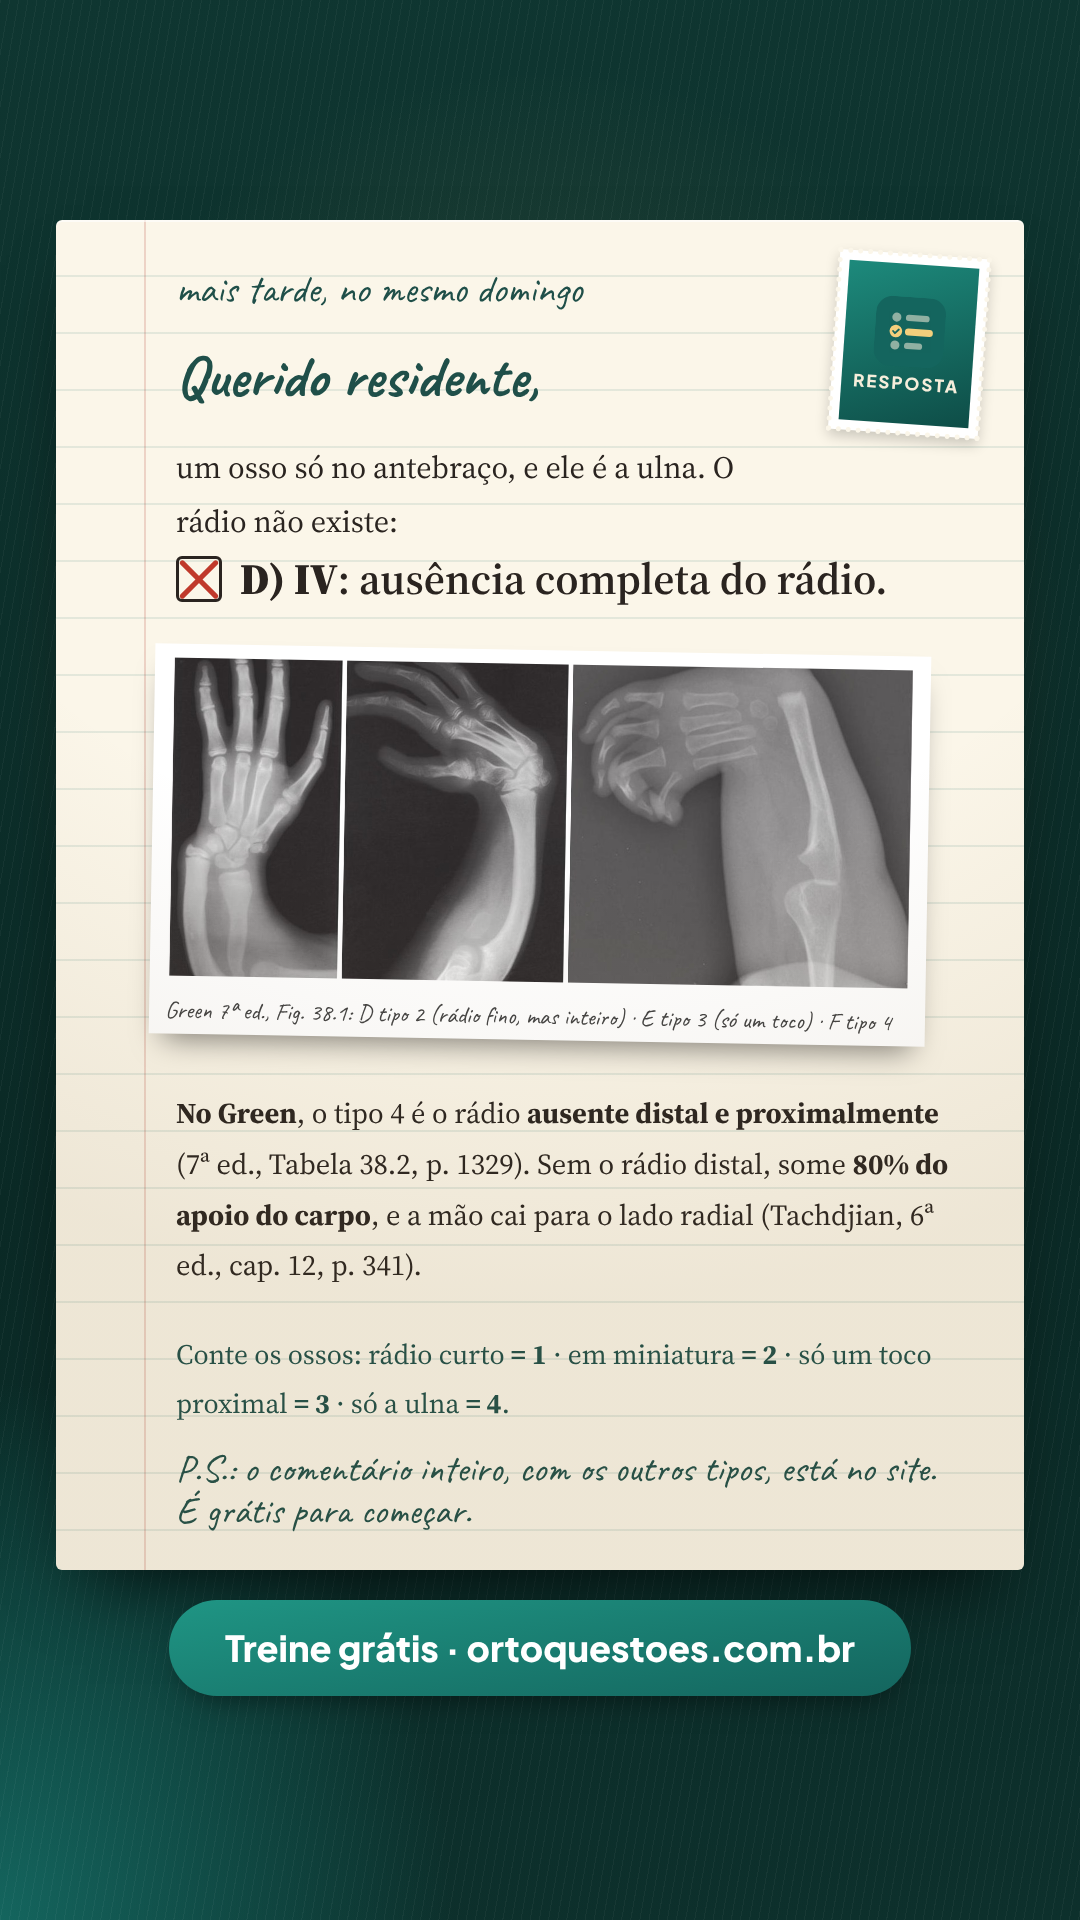 mais tarde, no mesmo domingo
RESPOSTA
Querido residente,
um osso só no antebraço, e ele é a ulna. O
rádio não existe:
D) IV: ausência completa do rádio.
Green 7ª ed., Fig. 38.1: D tipo 2 (rádio fino, mas inteiro) · E tipo 3 (só um toco) · F tipo 4
No Green, o tipo 4 é o rádio ausente distal e proximalmente
(7ª ed., Tabela 38.2, p. 1329). Sem o rádio distal, some 80% do
apoio do carpo, e a mão cai para o lado radial (Tachdjian, 6ª
ed., cap. 12, p. 341).
Conte os ossos: rádio curto = 1 · em miniatura = 2 · só um toco
proximal = 3 · só a ulna = 4.
P.S.: o comentário inteiro, com os outros tipos, está no site.
É grátis para começar.
Treine grátis · ortoquestoes.com.br